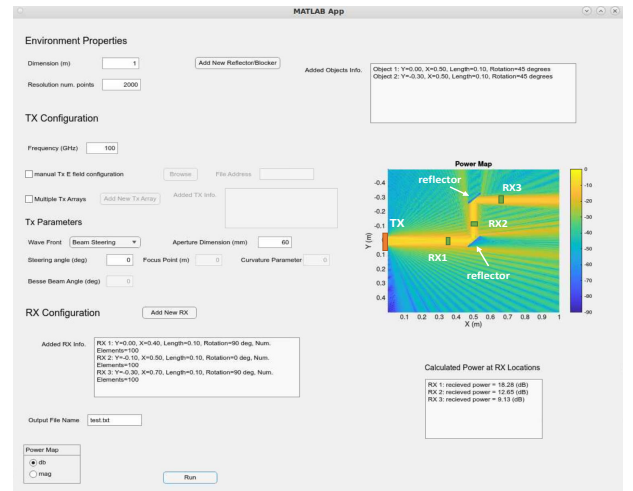 MATLAB App
Environment Properties
Dimension (m) 1 Add New Reflector/Blocker
Resolution num. points 2000
Added Objects Info.
Object 1: Y=0.00, X=0.50, Length=0.10, Rotation=45 degrees
Object 2: Y=-0.30, X=0.50, Length=0.10, Rotation=45 degrees
TX Configuration
Frequency (GHz) 100
manual Tx E field configuration Browse File Address
Multiple Tx Arrays Add New Tx Array Added TX Info
Tx Parameters
Wave Front Beam Steering Aperture Dimension (mm) 60
Steering angle (deg) 0 Focus Point (m) 0 Curvature Parameter 0
Besse Beam Angle (deg) 0
Power Map
reflector
RX3
TX
RX2
RX1
reflector
Y (m)
-0.4
-0.3
-0.2
-0.1
0
0.1
0.2
0.3
0.4
0.1 0.2 0.3 0.4 0.5 0.6 0.7 0.8 0.9 1
X (m)
0
-10
-20
-30
-40
-50
-60
-70
-80
-90
RX Configuration Add New RX
Added RX Info.
RX 1: Y=0.00, X=0.40, Length=0.10, Rotation=90 deg, Num.
Elements=100
RX 2: Y=-0.10, X=0.50, Length=0.10, Rotation=0 deg, Num.
Elements=100
RX 3: Y=-0.30, X=0.70, Length=0.10, Rotation=90 deg, Num.
Elements=100
Calculated Power at RX Locations
RX 1: recieved power = 18.28 (dB)
RX 2: recieved power = 12.65 (dB)
RX 3: recieved power = 9.13 (dB)
Output File Name test.txt
Power Map
db
mag
Run